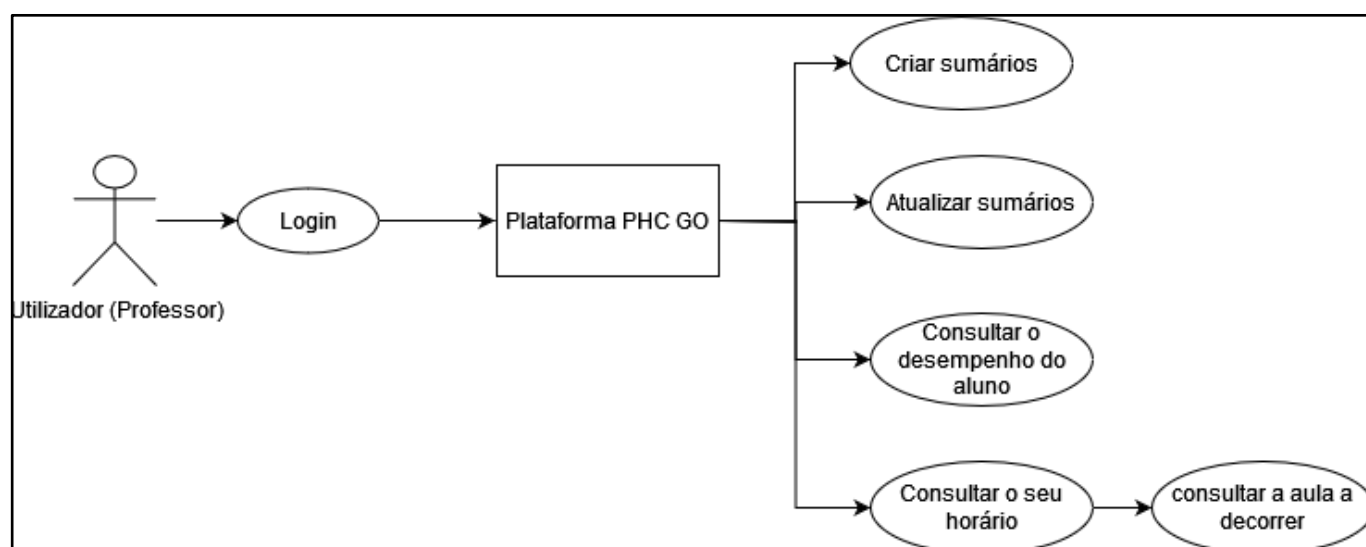 Criar sumários
Atualizar sumários
Login
Plataforma PHC GO
Utilizador (Professor)
Consultar o
desempenho do
aluno
Consultar o seu
horário
consultar a aula a
decorrer